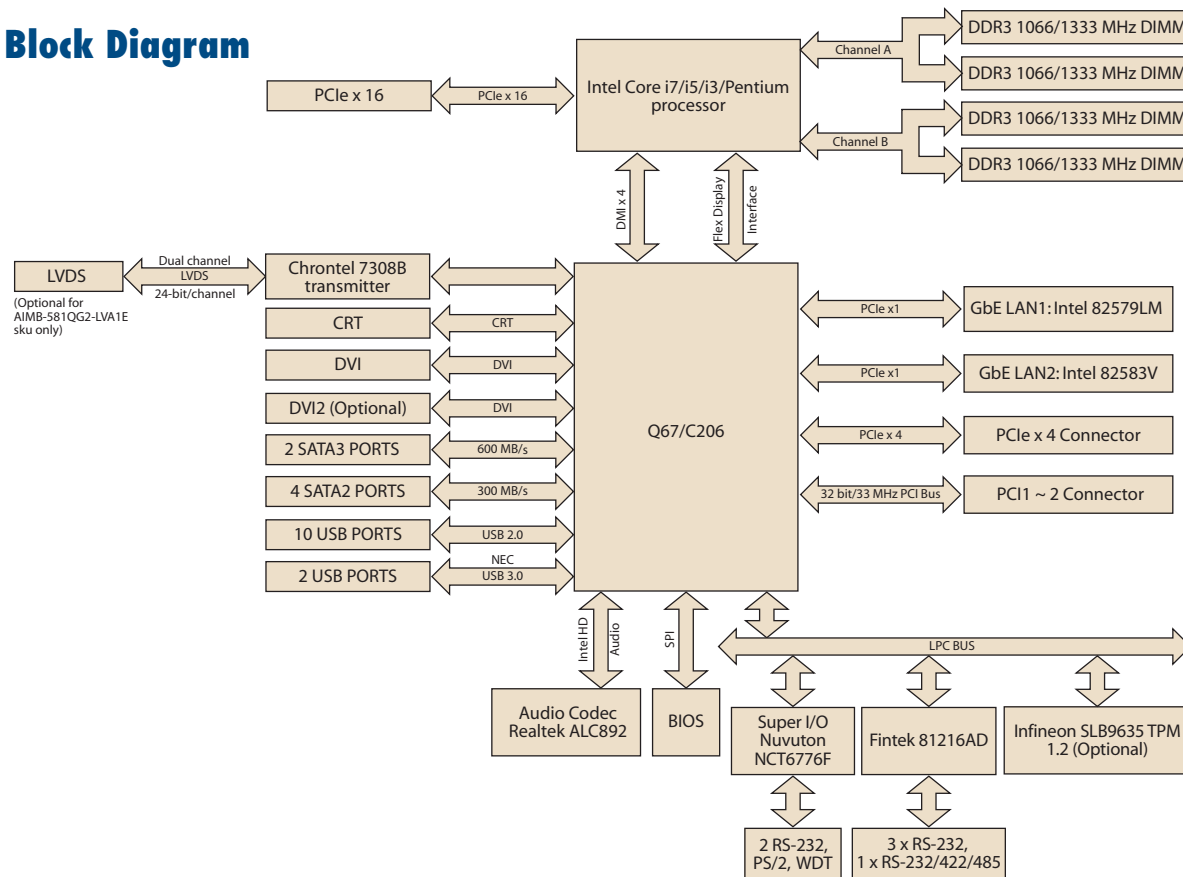 Block Diagram
DDR3 1066/1333 MHz DIMM
Channel A
DDR3 1066/1333 MHz DIMM
PCIe x 16
PCIe x 16
Intel Core i7/i5/i3/Pentium
processor
DDR3 1066/1333 MHz DIMM
Channel B
DDR3 1066/1333 MHz DIMM
DMI x 4
Flex Display
Interface
LVDS
(Optional for
AIMB-581QG2-LVA1E
sku only)
Dual channel
LVDS
24-bit/channel
Chrontel 7308B
transmitter
CRT
CRT
DVI
DVI
DVI2 (Optional)
DVI
2 SATA3 PORTS
600 MB/s
4 SATA2 PORTS
300 MB/s
10 USB PORTS
USB 2.0
2 USB PORTS
NEC
USB 3.0
Q67/C206
PCIe x1
GbE LAN1: Intel 82579LM
PCIe x1
GbE LAN2: Intel 82583V
PCIe x 4
PCIe x 4 Connector
32 bit/33 MHz PCI Bus
PCI1 ~ 2 Connector
Intel HD
Audio
SPI
LPC BUS
Audio Codec
Realtek ALC892
BIOS
Super I/O
Nuvuton
NCT6776F
Fintek 81216AD
Infineon SLB9635 TPM
1.2 (Optional)
2 RS-232,
PS/2, WDT
3 x RS-232,
1 x RS-232/422/485